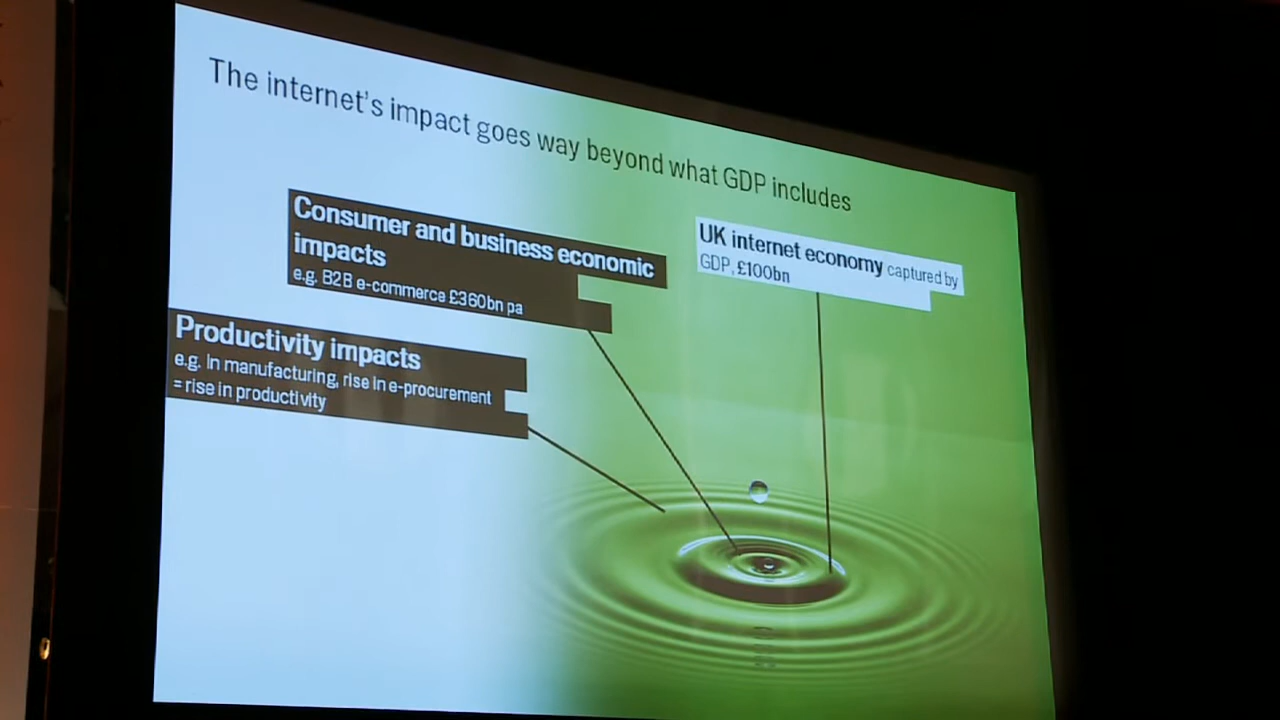 The internet's impact goes way beyond what GDP includes
Consumer and business economic
impacts
e.g. B2B e-commerce £360bn pa
UK internet economy captured by
GDP, £100bn
Productivity impacts
e.g. In manufacturing, rise in e-procurement
= rise in productivity